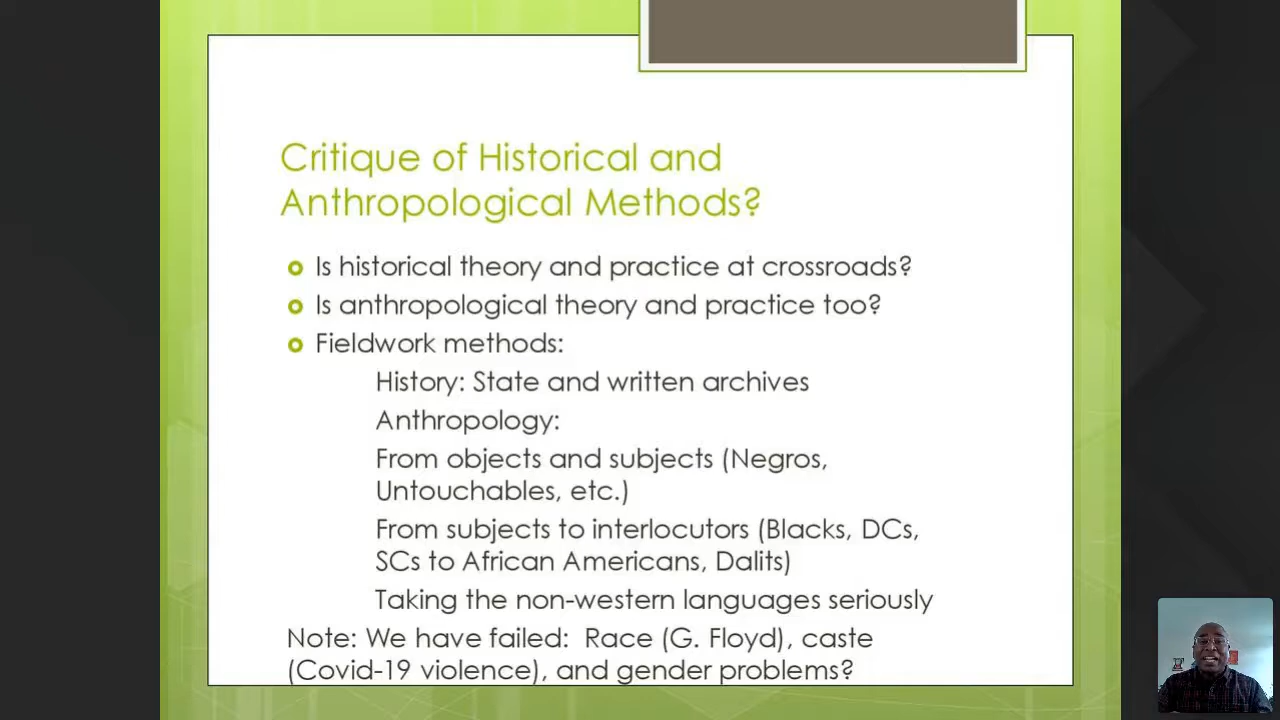 Critique of Historical and
Anthropological Methods?
Is historical theory and practice at crossroads?
Is anthropological theory and practice too?
Fieldwork methods:
History: State and written archives
Anthropology:
From objects and subjects (Negros,
Untouchables, etc.)
From subjects to interlocutors (Blacks, DCs,
SCs to African Americans, Dalits)
Taking the non-western languages seriously
Note: We have failed:  Race (G. Floyd), caste
(Covid-19 violence), and gender problems?